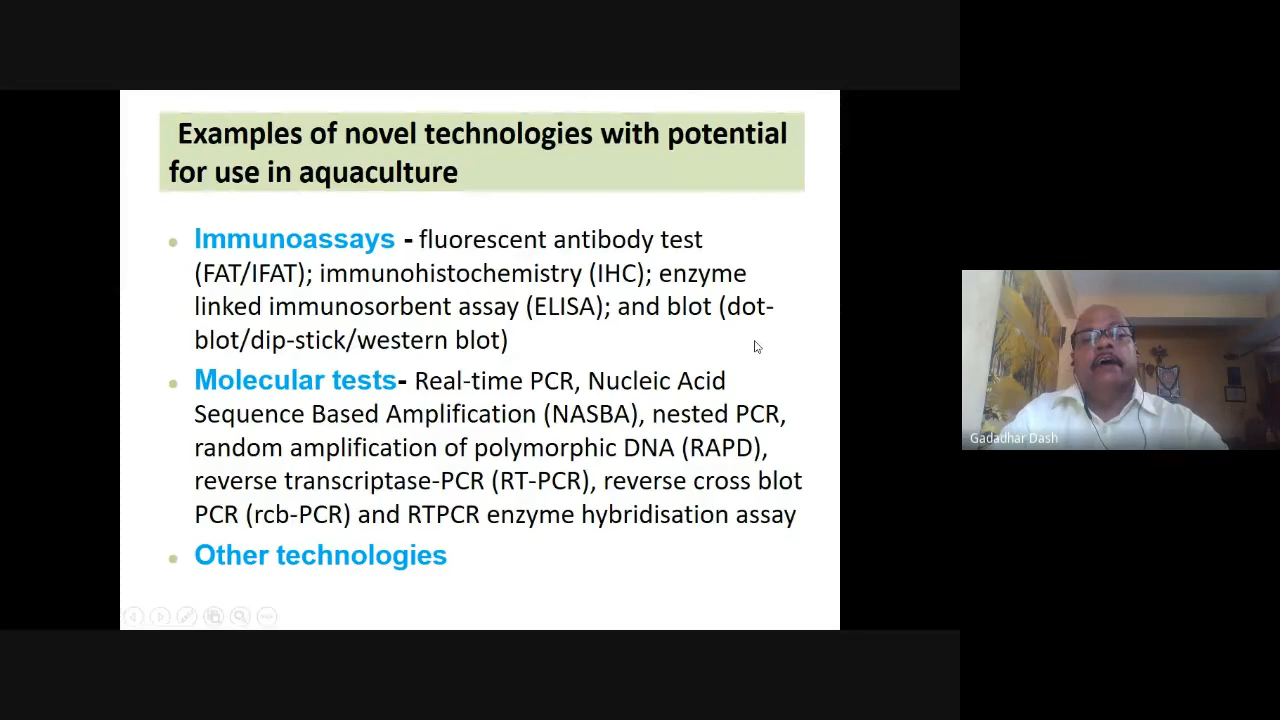 Examples of novel technologies with potential
for use in aquaculture
Immunoassays - fluorescent antibody test
(FAT/IFAT); immunohistochemistry (IHC); enzyme
linked immunosorbent assay (ELISA); and blot (dot-
blot/dip-stick/western blot)
Molecular tests- Real-time PCR, Nucleic Acid
Sequence Based Amplification (NASBA), nested PCR,
random amplification of polymorphic DNA (RAPD),
reverse transcriptase-PCR (RT-PCR), reverse cross blot
PCR (rcb-PCR) and RTPCR enzyme hybridisation assay
Other technologies
Gadadhar Dash